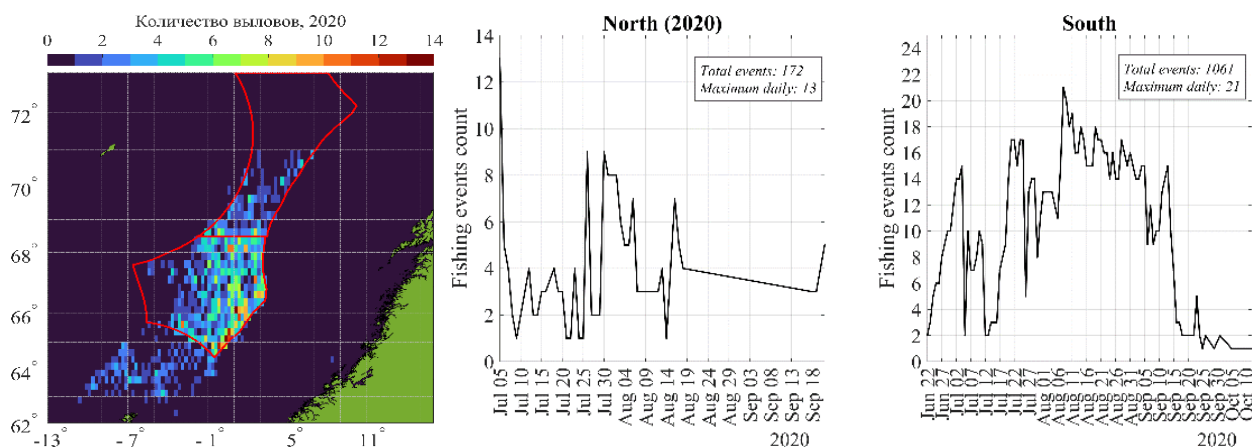 Количество выловов, 2020
0 2 4 6 8 10 12 14
72°
70°
68°
66°
64°
62°
-13° -7° -1° 5° 11°
North (2020)
Total events: 172
Maximum daily: 13
Fishing events count
14
12
10
8
6
4
2
0
Jul 05
Jul 10
Jul 15
Jul 20
Jul 25
Jul 30
Aug 04
Aug 09
Aug 14
Aug 19
Aug 24
Aug 29
Sep 03
Sep 08
Sep 13
Sep 18
2020
South
Total events: 1061
Maximum daily: 21
Fishing events count
24
22
20
18
16
14
12
10
8
6
4
2
0
Jun 22
Jun 27
Jul 02
Jul 07
Jul 12
Jul 17
Jul 22
Jul 27
Aug 01
Aug 06
Aug 11
Aug 16
Aug 21
Aug 26
Aug 31
Sep 05
Sep 10
Sep 15
Sep 20
Sep 25
Sep 30
Oct 05
Oct 10
2020